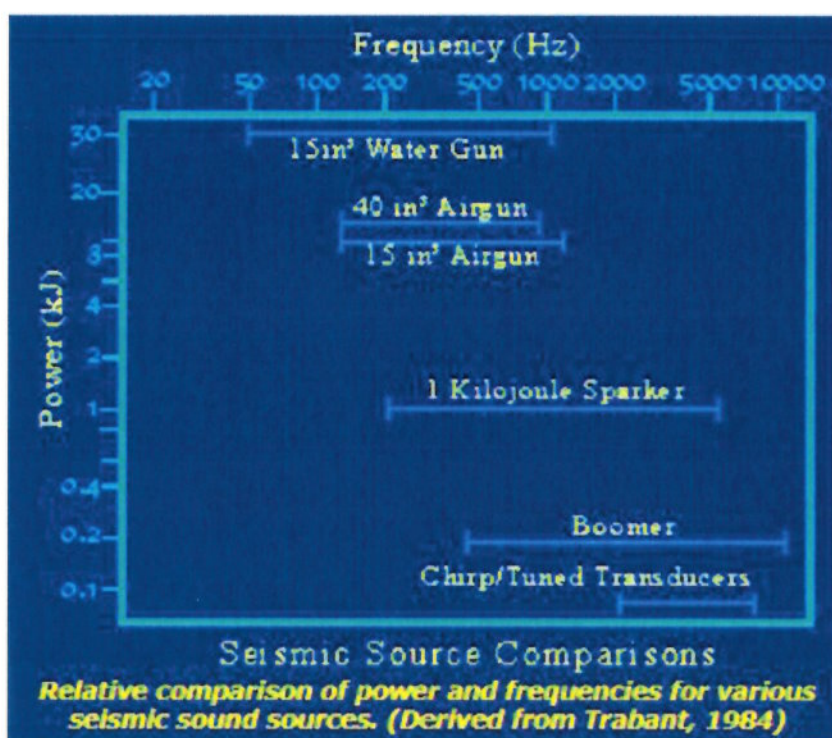 Frequency (Hz)
20 50 100 200 500 1000 2000 5000 10000
30
15in³ Water Gun
20
40 in³ Airgun
8
15 in³ Airgun
4
Power (kJ)
2
1 Kilojoule Sparker
1
0.4
Boomer
0.2
Chirp/Tuned Transducers
0.1
Seismic Source Comparisons
Relative comparison of power and frequencies for various
seismic sound sources. (Derived from Trabant, 1984)